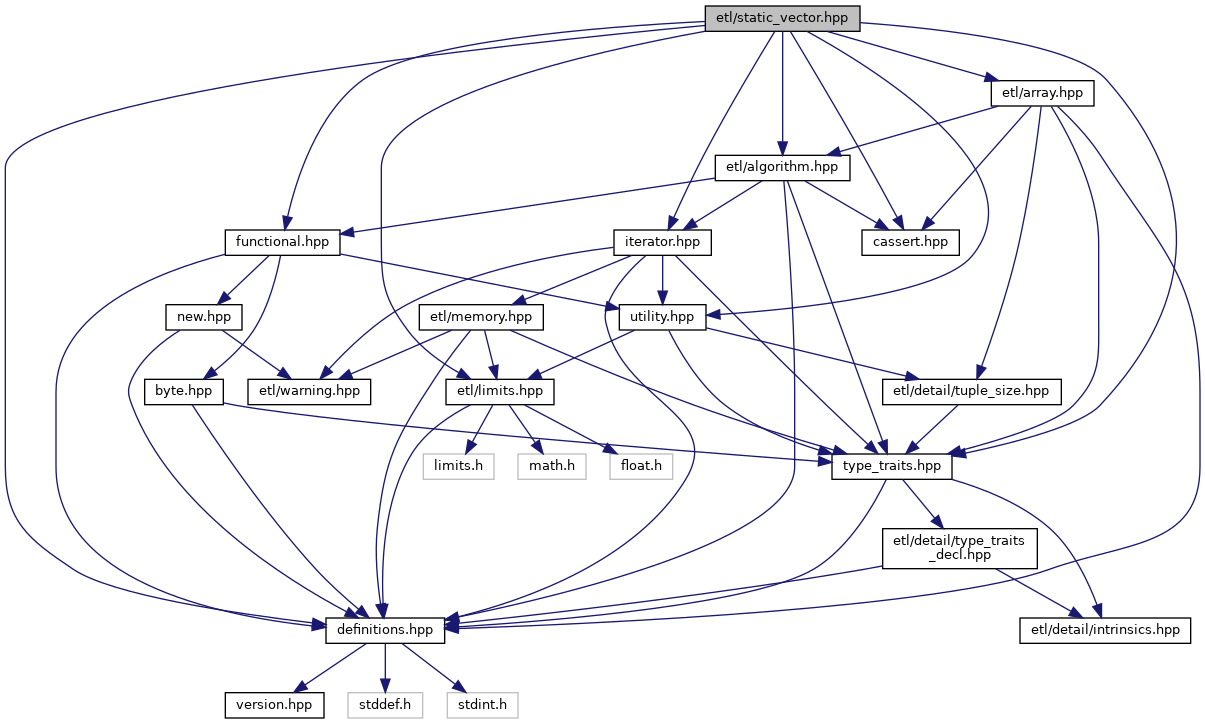 etl/static_vector.hpp
etl/array.hpp
etl/algorithm.hpp
functional.hpp
iterator.hpp
cassert.hpp
new.hpp
etl/memory.hpp
utility.hpp
byte.hpp
etl/warning.hpp
etl/limits.hpp
etl/detail/tuple_size.hpp
limits.h
math.h
float.h
type_traits.hpp
etl/detail/type_traits
_decl.hpp
definitions.hpp
etl/detail/intrinsics.hpp
version.hpp
stddef.h
stdint.h